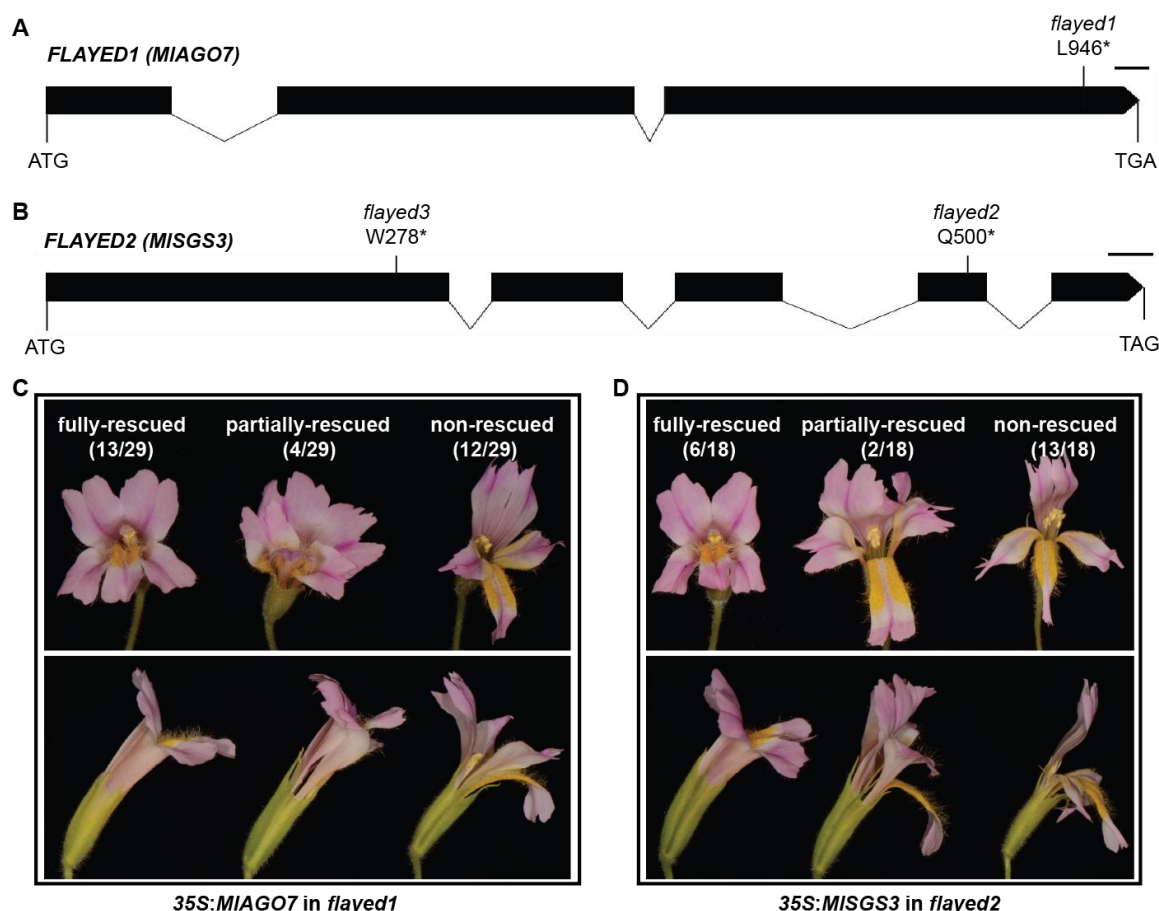 A
FLAYED1 (MlAGO7)
flayed1
L946*
ATG
TGA
B
FLAYED2 (MlSGS3)
flayed3
W278*
flayed2
Q500*
ATG
TAG
C
fully-rescued
(13/29)
partially-rescued
(4/29)
non-rescued
(12/29)
35S:MlAGO7 in flayed1
D
fully-rescued
(6/18)
partially-rescued
(2/18)
non-rescued
(13/18)
35S:MlSGS3 in flayed2